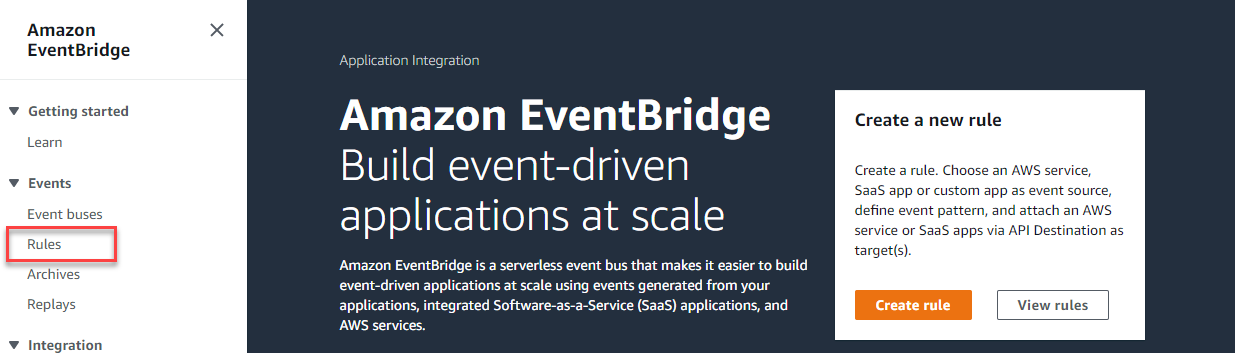 Amazon
EventBridge
Getting started
Learn
Events
Event buses
Rules
Archives
Replays
Integration
Application Integration
Amazon EventBridge
Build event-driven
applications at scale
Amazon EventBridge is a serverless event bus that makes it easier to build
event-driven applications at scale using events generated from your
applications, integrated Software-as-a-Service (SaaS) applications, and
AWS services.
Create a new rule
Create a rule. Choose an AWS service,
SaaS app or custom app as event source,
define event pattern, and attach an AWS
service or SaaS apps via API Destination as
target(s).
Create rule
View rules